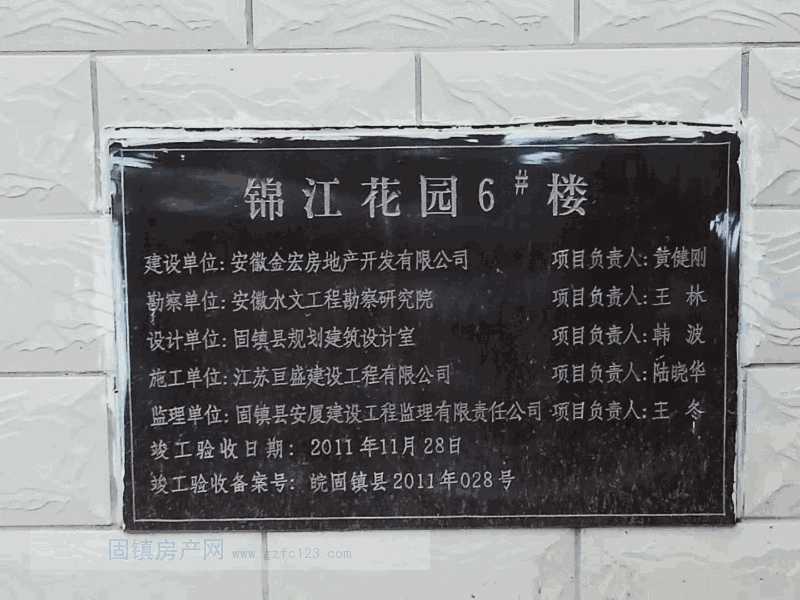 锦江花园6#楼
建设单位:安徽金宏房地产开发有限公司 项目负责人:黄健刚
勘察单位:安徽水文工程勘察研究院 项目负责人:王 林
设计单位:固镇县规划建筑设计室 项目负责人:韩 波
施工单位:江苏亘盛建设工程有限公司 项目负责人:陆晓华
监理单位:固镇县安厦建设工程监理有限责任公司 项目负责人:王 冬
竣工验收日期: 2011年11月28日
竣工验收备案号: 皖固镇县2011年028号
固镇房产网 www.gzfc123.com